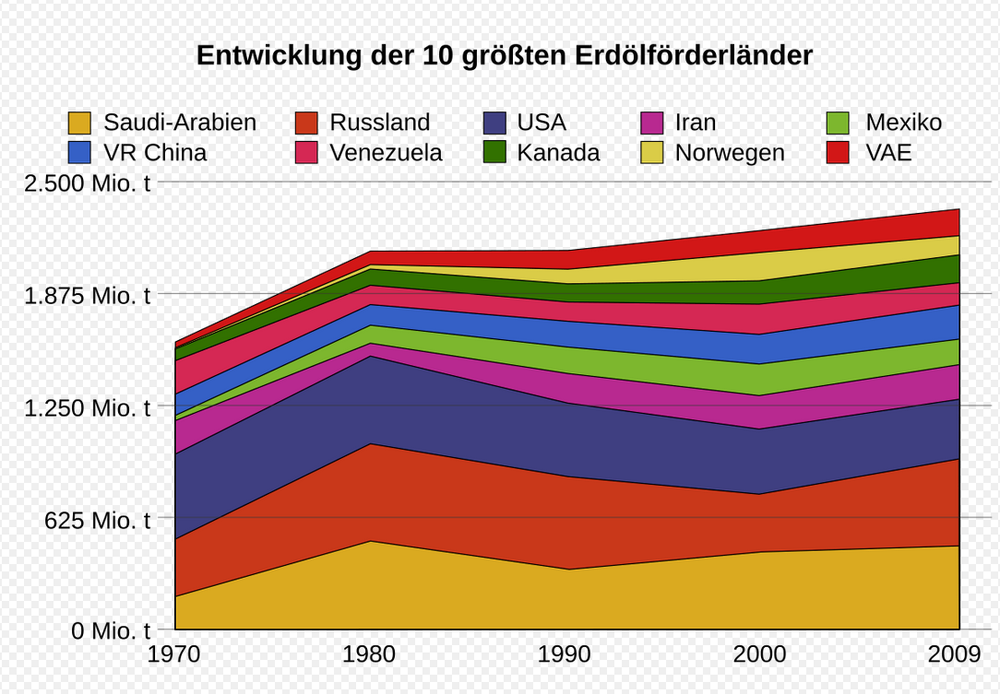 Entwicklung der 10 größten Erdölförderländer
Saudi-Arabien Russland USA Iran Mexiko
VR China Venezuela Kanada Norwegen VAE
2.500 Mio. t
1.875 Mio. t
1.250 Mio. t
625 Mio. t
0 Mio. t
1970 1980 1990 2000 2009